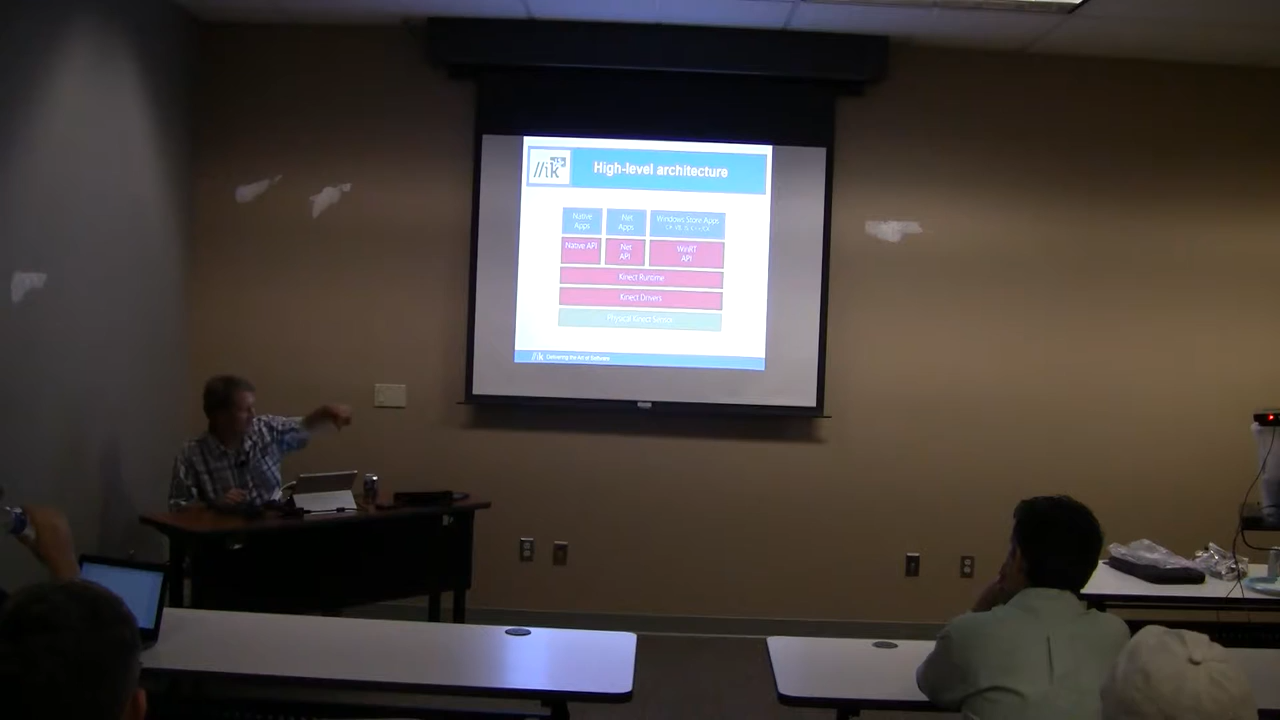 //ik
High-level architecture
Native
Apps
.Net
Apps
Windows Store Apps
Native API
.Net
API
WinRT
API
Kinect Runtime
Kinect Drivers
Physical Kinect Sensor
//ik Delivering the Art of Software